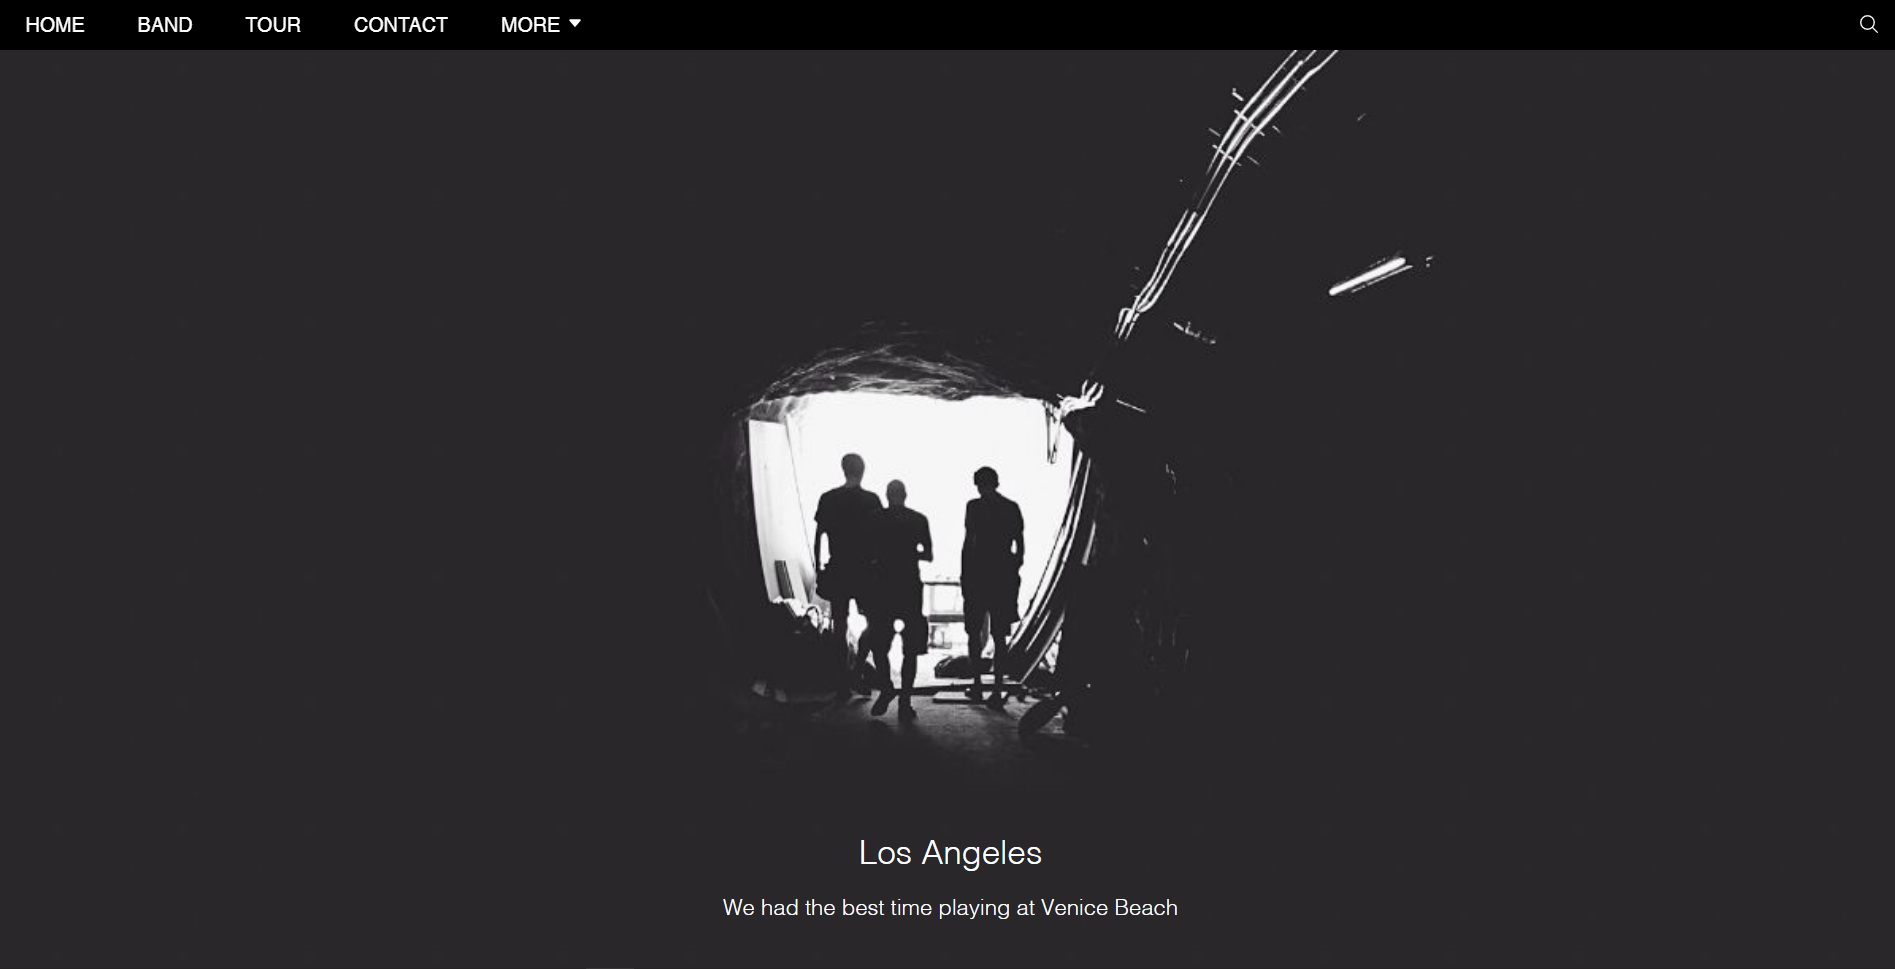 HOME BAND TOUR CONTACT MORE
Los Angeles
We had the best time playing at Venice Beach